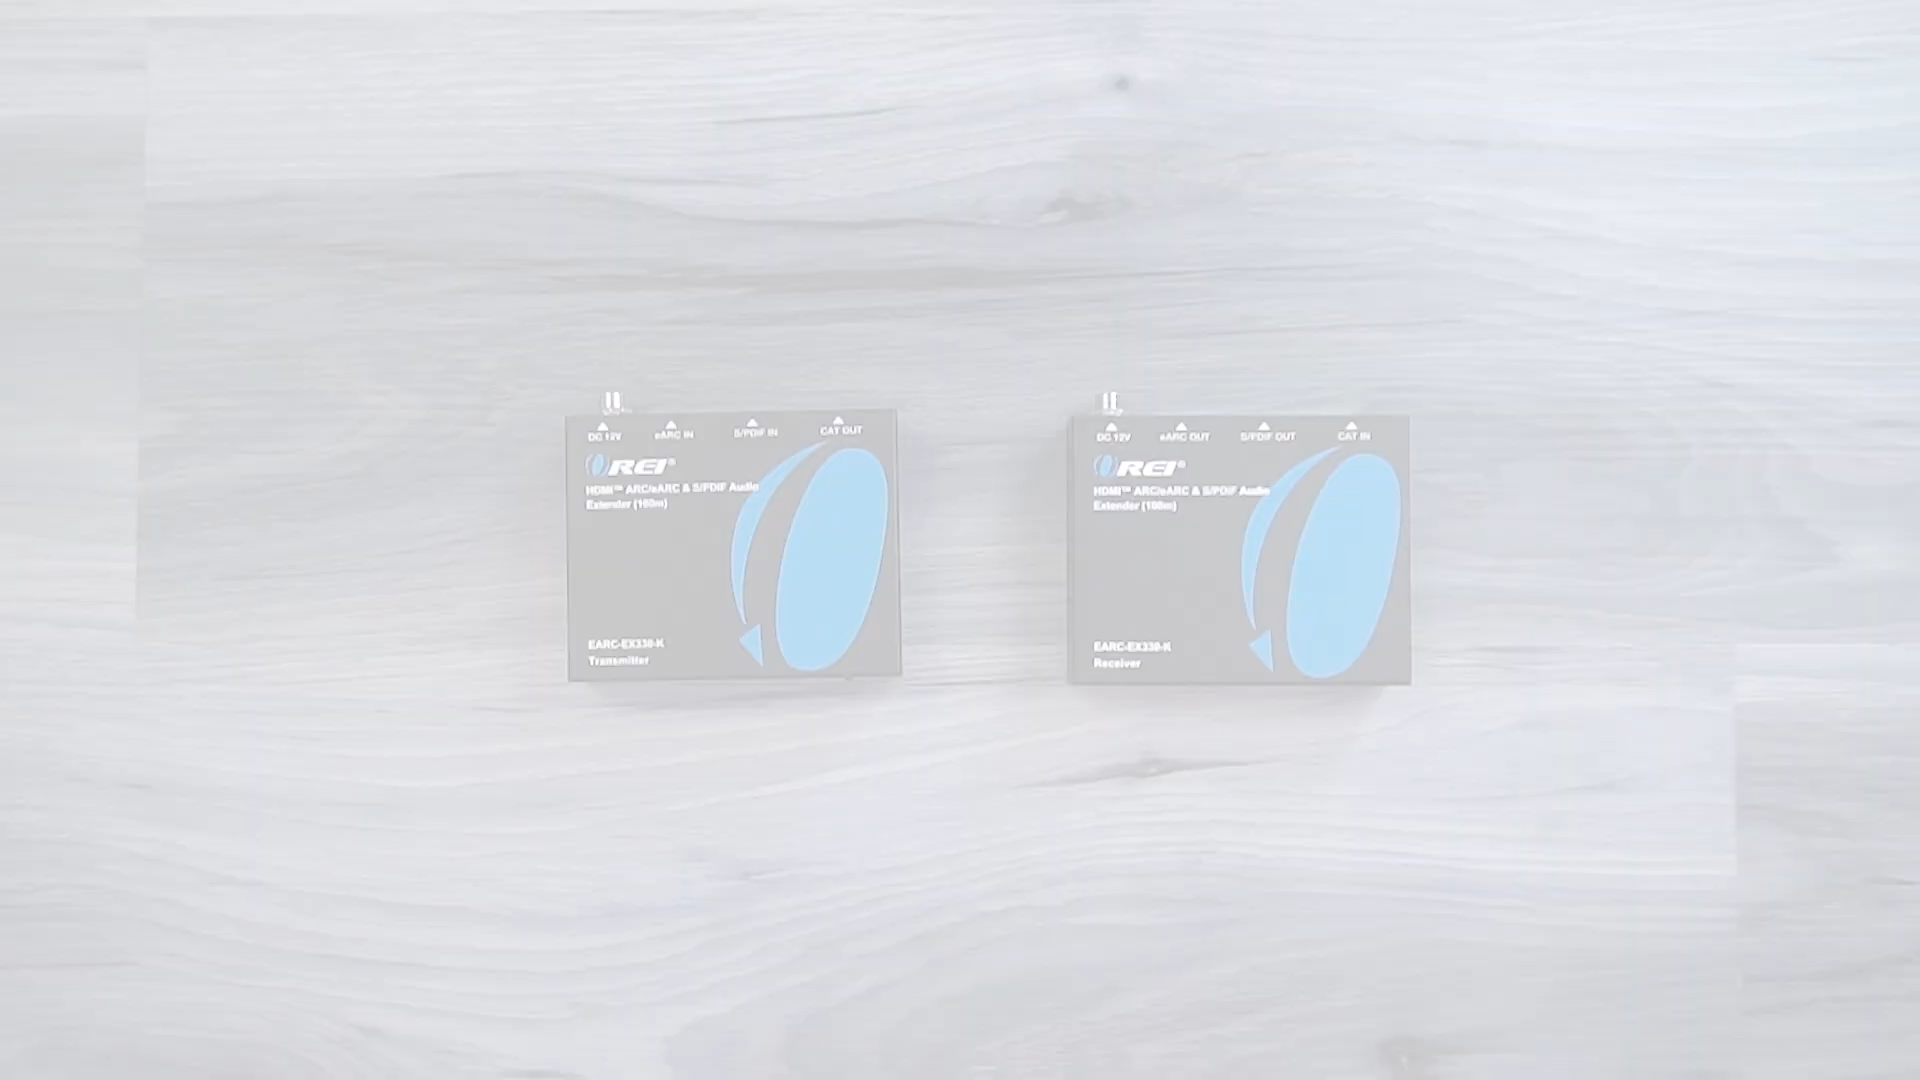 DC 12V eARC IN S/PDIF IN CAT OUT
OREI®
HDMI™ ARC/eARC & S/PDIF Audio
Extender (100m)
EARC-EX330-K
Transmitter
DC 12V eARC OUT S/PDIF OUT CAT IN
OREI®
HDMI™ ARC/eARC & S/PDIF Audio
Extender (100m)
EARC-EX330-K
Receiver